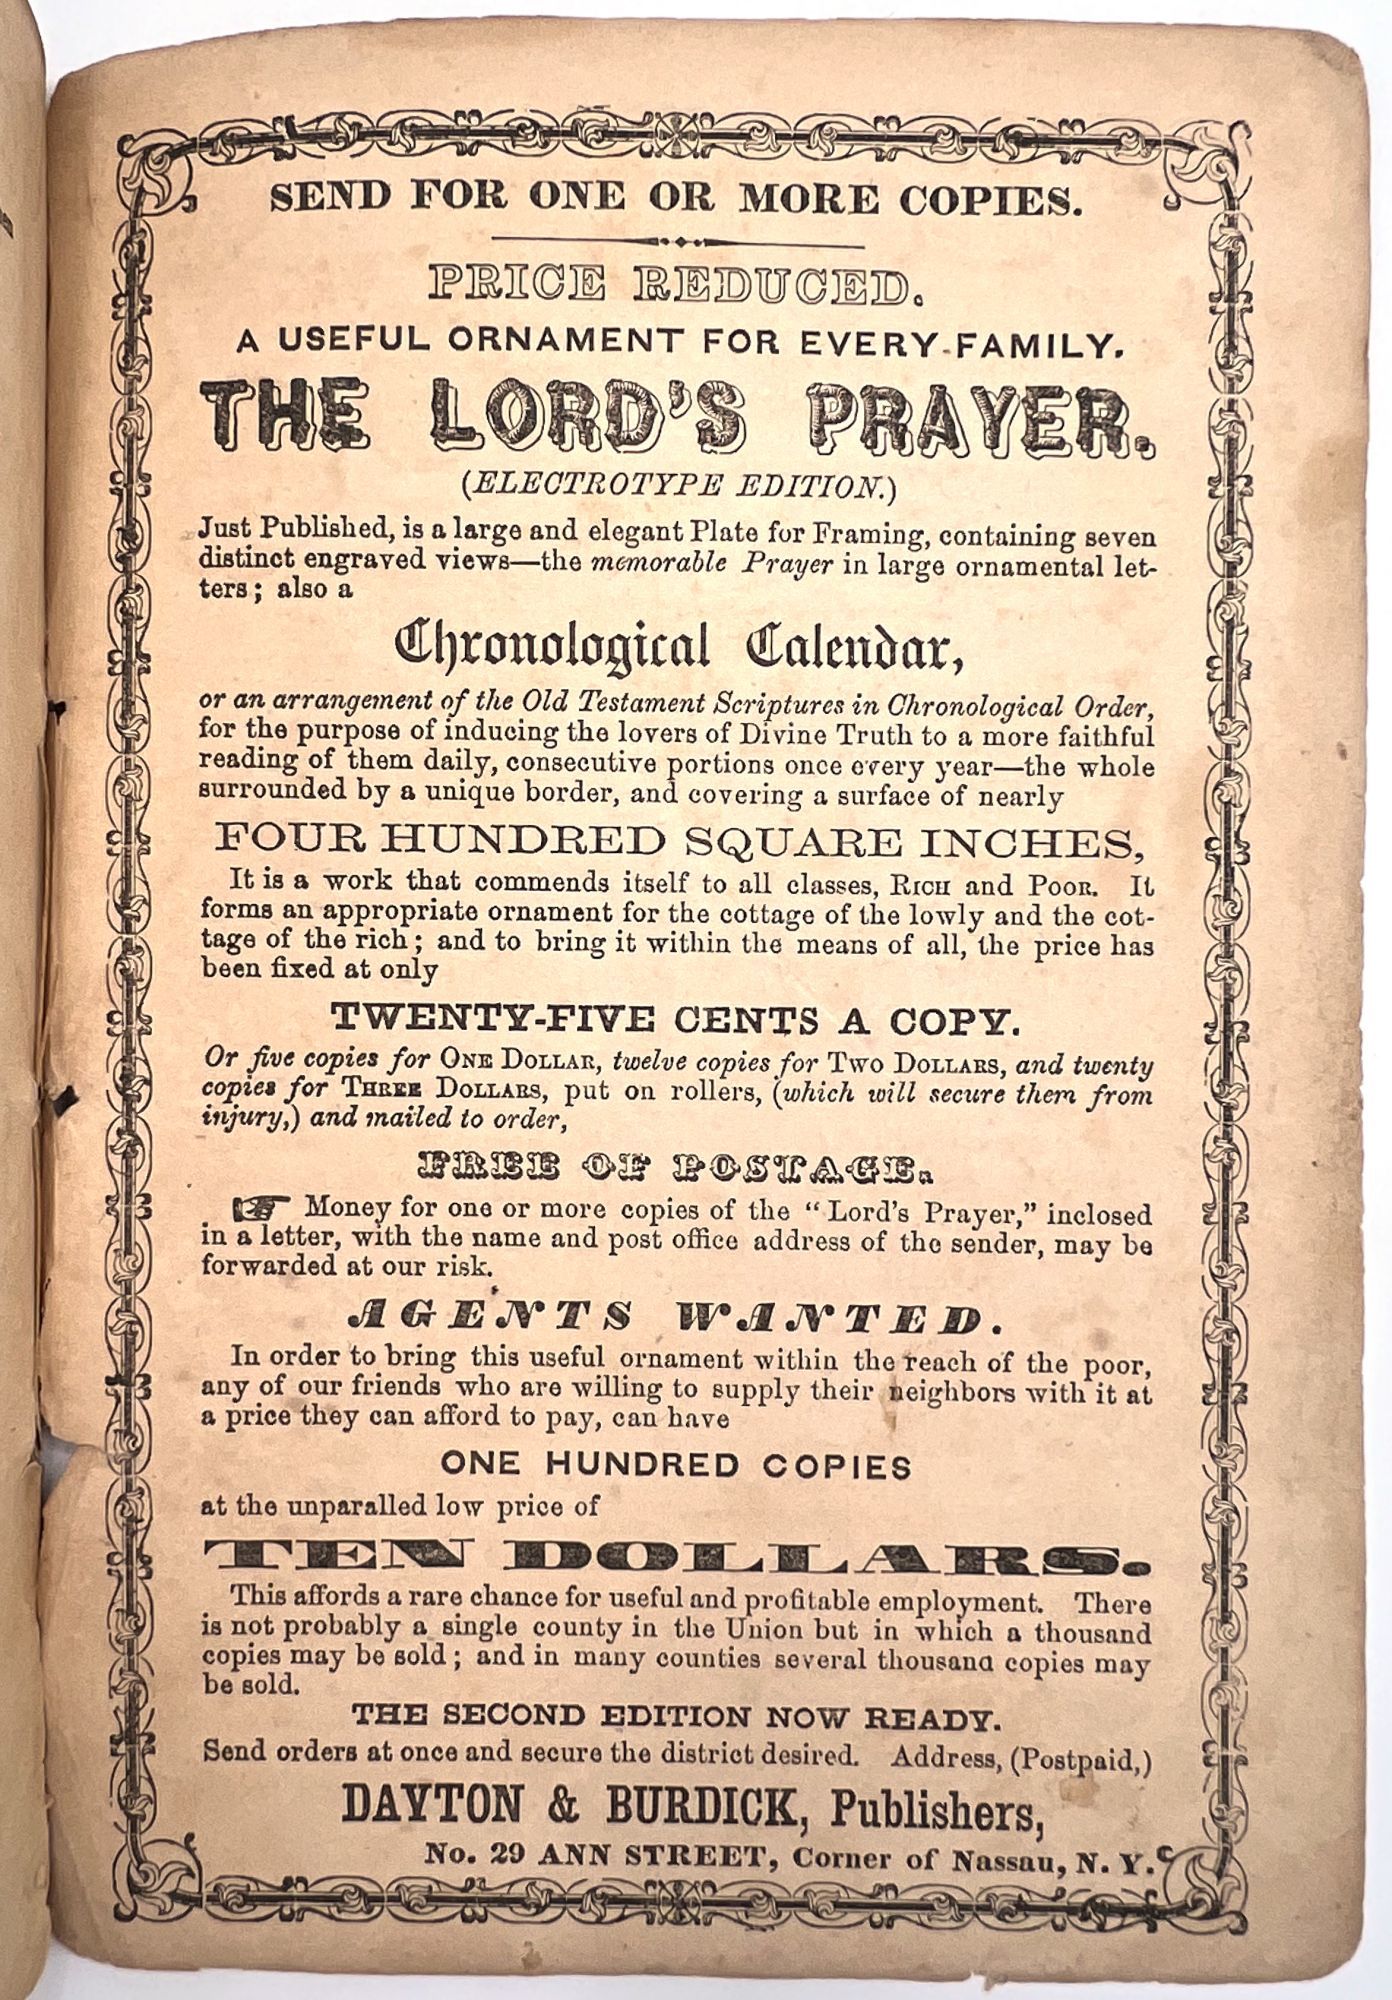 SEND FOR ONE OR MORE COPIES.
PRICE REDUCED.
A USEFUL ORNAMENT FOR EVERY FAMILY.
THE LORD'S PRAYER.
(ELECTROTYPE EDITION.)
Just Published, is a large and elegant Plate for Framing, containing seven
distinct engraved views—the memorable Prayer in large ornamental let-
ters; also a
Chronological Calendar,
or an arrangement of the Old Testament Scriptures in Chronological Order,
for the purpose of inducing the lovers of Divine Truth to a more faithful
reading of them daily, consecutive portions once every year—the whole
surrounded by a unique border, and covering a surface of nearly
FOUR HUNDRED SQUARE INCHES,
It is a work that commends itself to all classes, RICH and POOR. It
forms an appropriate ornament for the cottage of the lowly and the cot-
tage of the rich; and to bring it within the means of all, the price has
been fixed at only
TWENTY-FIVE CENTS A COPY.
Or five copies for ONE DOLLAR, twelve copies for TWO DOLLARS, and twenty
copies for THREE DOLLARS, put on rollers, (which will secure them from
injury,) and mailed to order,
FREE OF POSTAGE.
☞ Money for one or more copies of the "Lord's Prayer," inclosed
in a letter, with the name and post office address of the sender, may be
forwarded at our risk.
AGENTS WANTED.
In order to bring this useful ornament within the reach of the poor,
any of our friends who are willing to supply their neighbors with it at
a price they can afford to pay, can have
ONE HUNDRED COPIES
at the unparalled low price of
TEN DOLLARS.
This affords a rare chance for useful and profitable employment. There
is not probably a single county in the Union but in which a thousand
copies may be sold; and in many counties several thousand copies may
be sold.
THE SECOND EDITION NOW READY.
Send orders at once and secure the district desired. Address, (Postpaid,)
DAYTON & BURDICK, Publishers,
No. 29 ANN STREET, Corner of Nassau, N. Y.